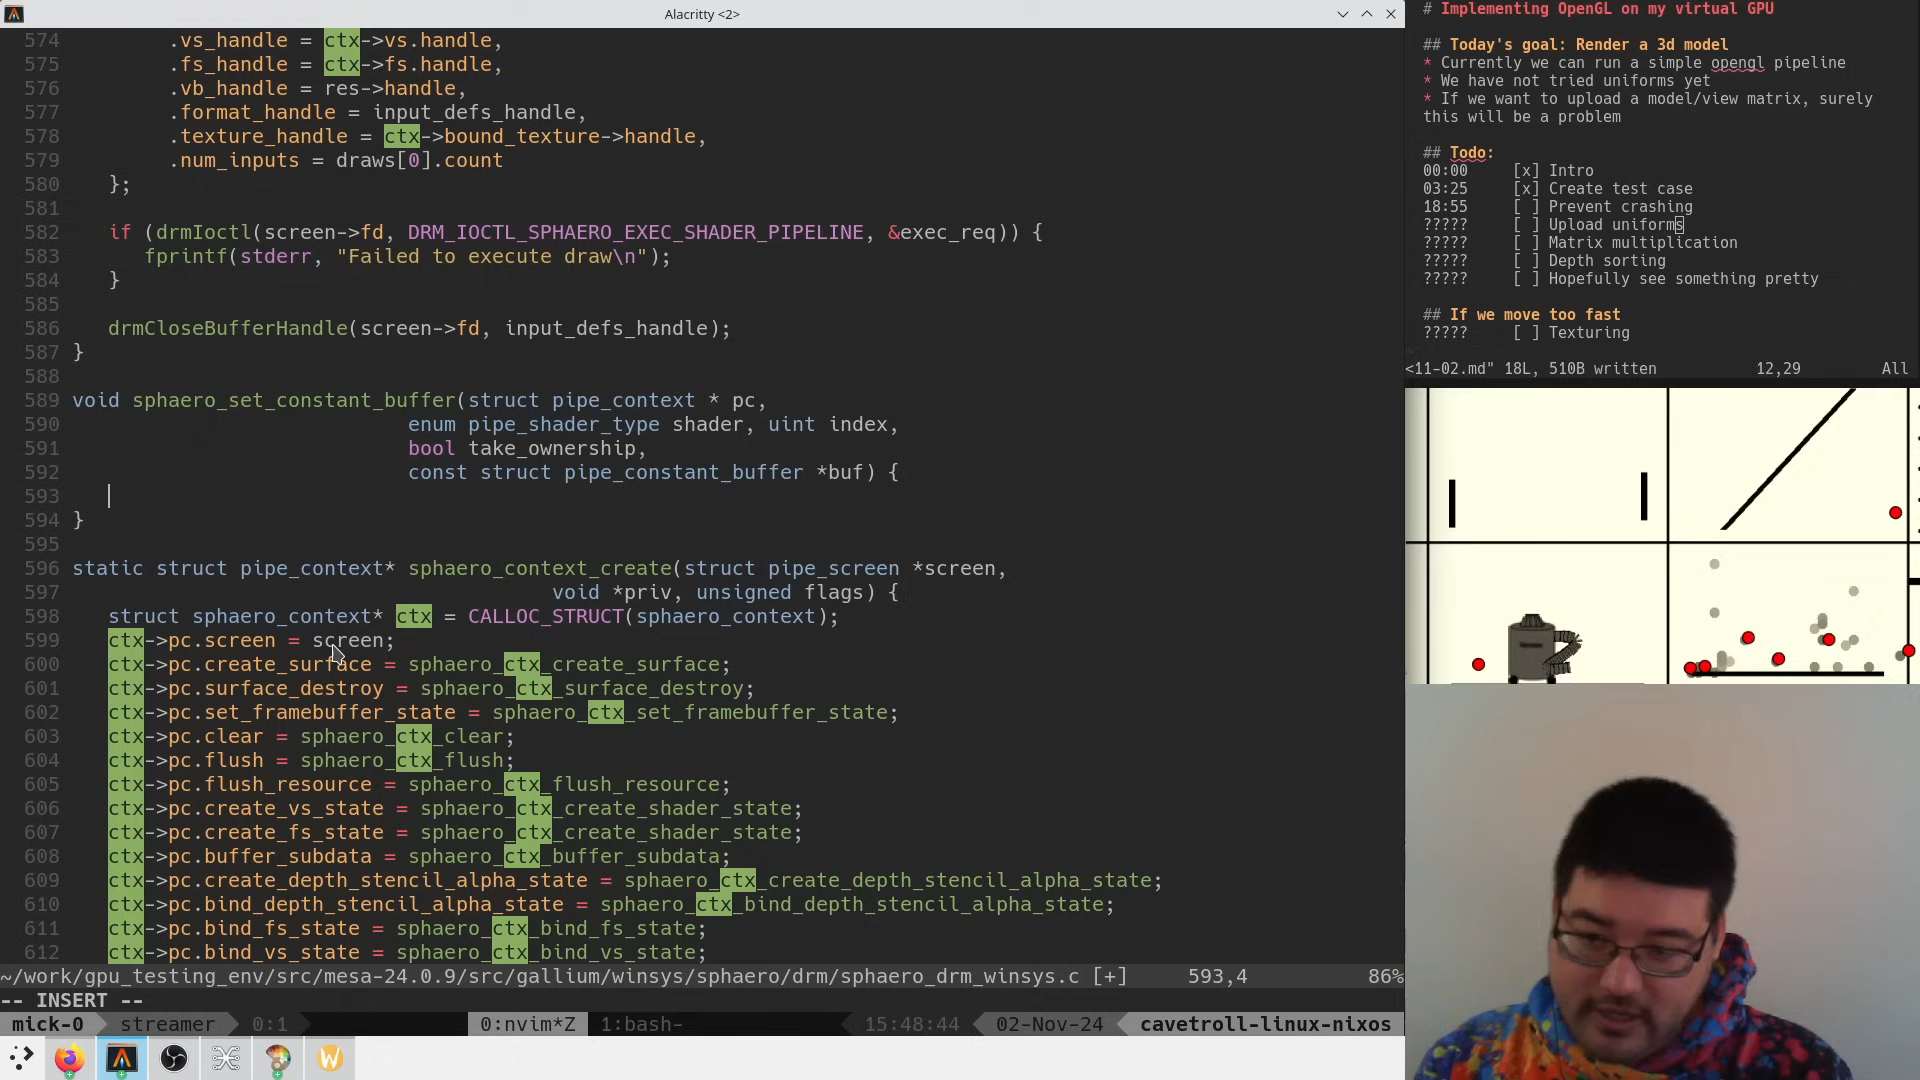 Alacritty <2>
574 .vs_handle = ctx->vs.handle,
575 .fs_handle = ctx->fs.handle,
576 .vb_handle = res->handle,
577 .format_handle = input_defs_handle,
578 .texture_handle = ctx->bound_texture->handle,
579 .num_inputs = draws[0].count
580 };
581
582 if (drmIoctl(screen->fd, DRM_IOCTL_SPHAERO_EXEC_SHADER_PIPELINE, &exec_req)) {
583 fprintf(stderr, "Failed to execute draw\n");
584 }
585
586 drmCloseBufferHandle(screen->fd, input_defs_handle);
587 }
588
589 void sphaero_set_constant_buffer(struct pipe_context * pc,
590 enum pipe_shader_type shader, uint index,
591 bool take_ownership,
592 const struct pipe_constant_buffer *buf) {
593
594 }
595
596 static struct pipe_context* sphaero_context_create(struct pipe_screen *screen,
597 void *priv, unsigned flags) {
598 struct sphaero_context* ctx = CALLOC_STRUCT(sphaero_context);
599 ctx->pc.screen = screen;
600 ctx->pc.create_surface = sphaero_ctx_create_surface;
601 ctx->pc.surface_destroy = sphaero_ctx_surface_destroy;
602 ctx->pc.set_framebuffer_state = sphaero_ctx_set_framebuffer_state;
603 ctx->pc.clear = sphaero_ctx_clear;
604 ctx->pc.flush = sphaero_ctx_flush;
605 ctx->pc.flush_resource = sphaero_ctx_flush_resource;
606 ctx->pc.create_vs_state = sphaero_ctx_create_shader_state;
607 ctx->pc.create_fs_state = sphaero_ctx_create_shader_state;
608 ctx->pc.buffer_subdata = sphaero_ctx_buffer_subdata;
609 ctx->pc.create_depth_stencil_alpha_state = sphaero_ctx_create_depth_stencil_alpha_state;
610 ctx->pc.bind_depth_stencil_alpha_state = sphaero_ctx_bind_depth_stencil_alpha_state;
611 ctx->pc.bind_fs_state = sphaero_ctx_bind_fs_state;
612 ctx->pc.bind_vs_state = sphaero_ctx_bind_vs_state;
~/work/gpu_testing_env/src/mesa-24.0.9/src/gallium/winsys/sphaero/drm/sphaero_drm_winsys.c [+] 593,4 86%
-- INSERT --
mick-0 streamer 0:1 0:nvim*Z 1:bash- 15:48:44 02-Nov-24 cavetroll-linux-nixos
# Implementing OpenGL on my virtual GPU
## Today's goal: Render a 3d model
* Currently we can run a simple opengl pipeline
* We have not tried uniforms yet
* If we want to upload a model/view matrix, surely
this will be a problem
## Todo:
00:00 [x] Intro
03:25 [x] Create test case
18:55 [ ] Prevent crashing
????? [ ] Upload uniforms
????? [ ] Matrix multiplication
????? [ ] Depth sorting
????? [ ] Hopefully see something pretty
## If we move too fast
????? [ ] Texturing
<11-02.md" 18L, 510B written 12,29 All